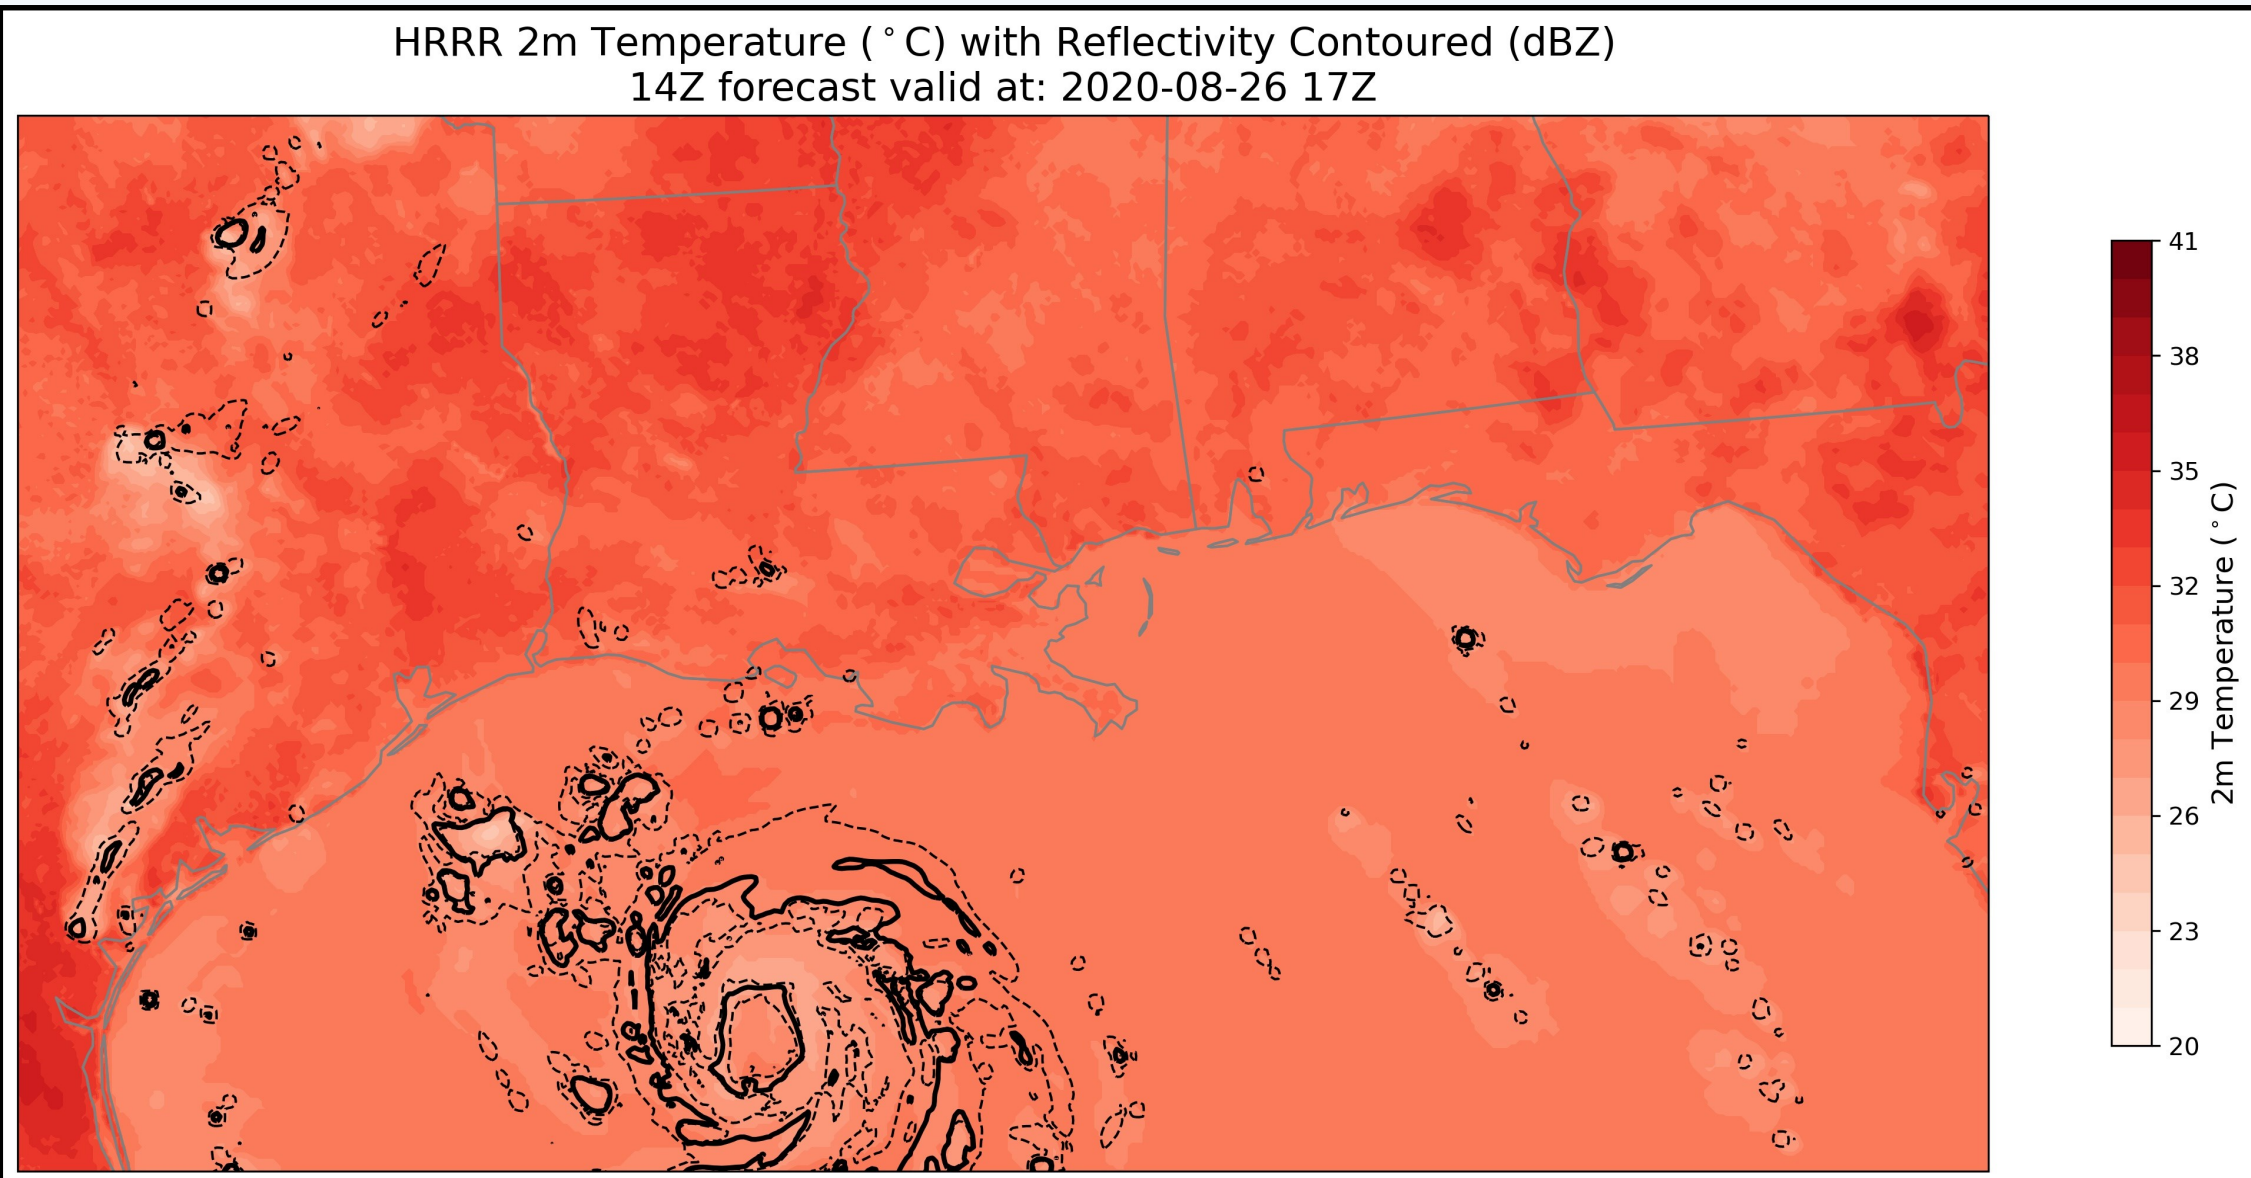 HRRR 2m Temperature (°C) with Reflectivity Contoured (dBZ)
14Z forecast valid at: 2020-08-26 17Z
41
38
35
32
29
26
23
20
2m Temperature (°C)